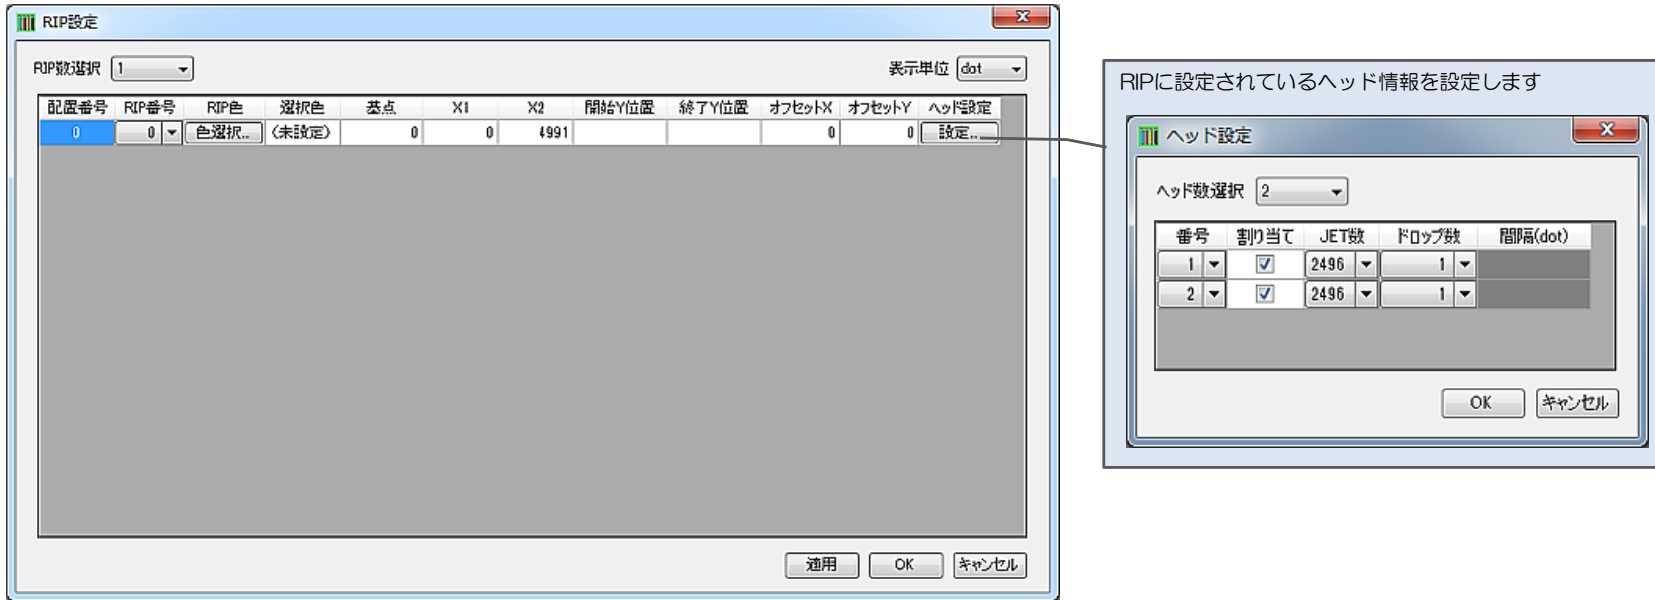 RIP設定
RIP数選択 1 表示単位 dot
配置番号 RIP番号 RIP色 選択色 基点 X1 X2 開始Y位置 終了Y位置 オフセットX オフセットY ヘッド設定
0 0 色選択... (未設定) 0 0 4991 0 0 設定...
適用 OK キャンセル
RIPに設定されているヘッド情報を設定します
ヘッド設定
ヘッド数選択 2
番号 割り当て JET数 ドロップ数 間隔(dot)
1 2496 1
2 2496 1
OK キャンセル